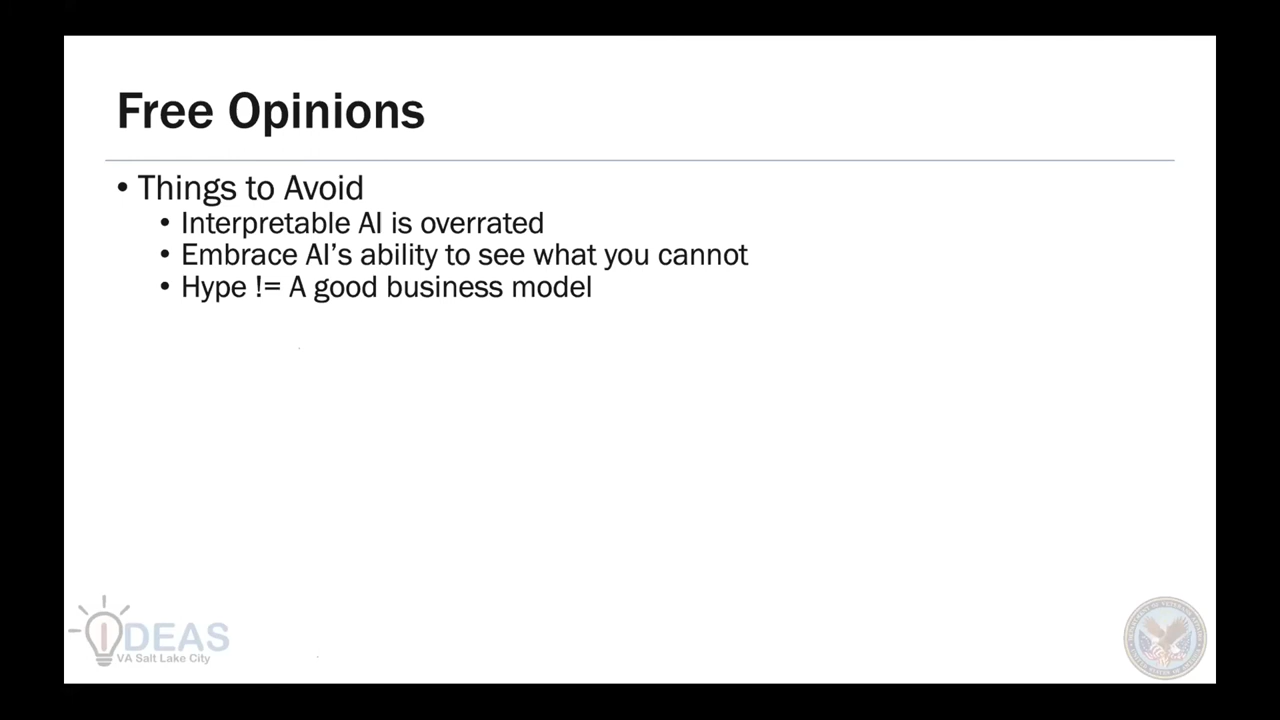 Free Opinions
• Things to Avoid
• Interpretable AI is overrated
• Embrace AI's ability to see what you cannot
• Hype != A good business model
IDEAS
VA Salt Lake City